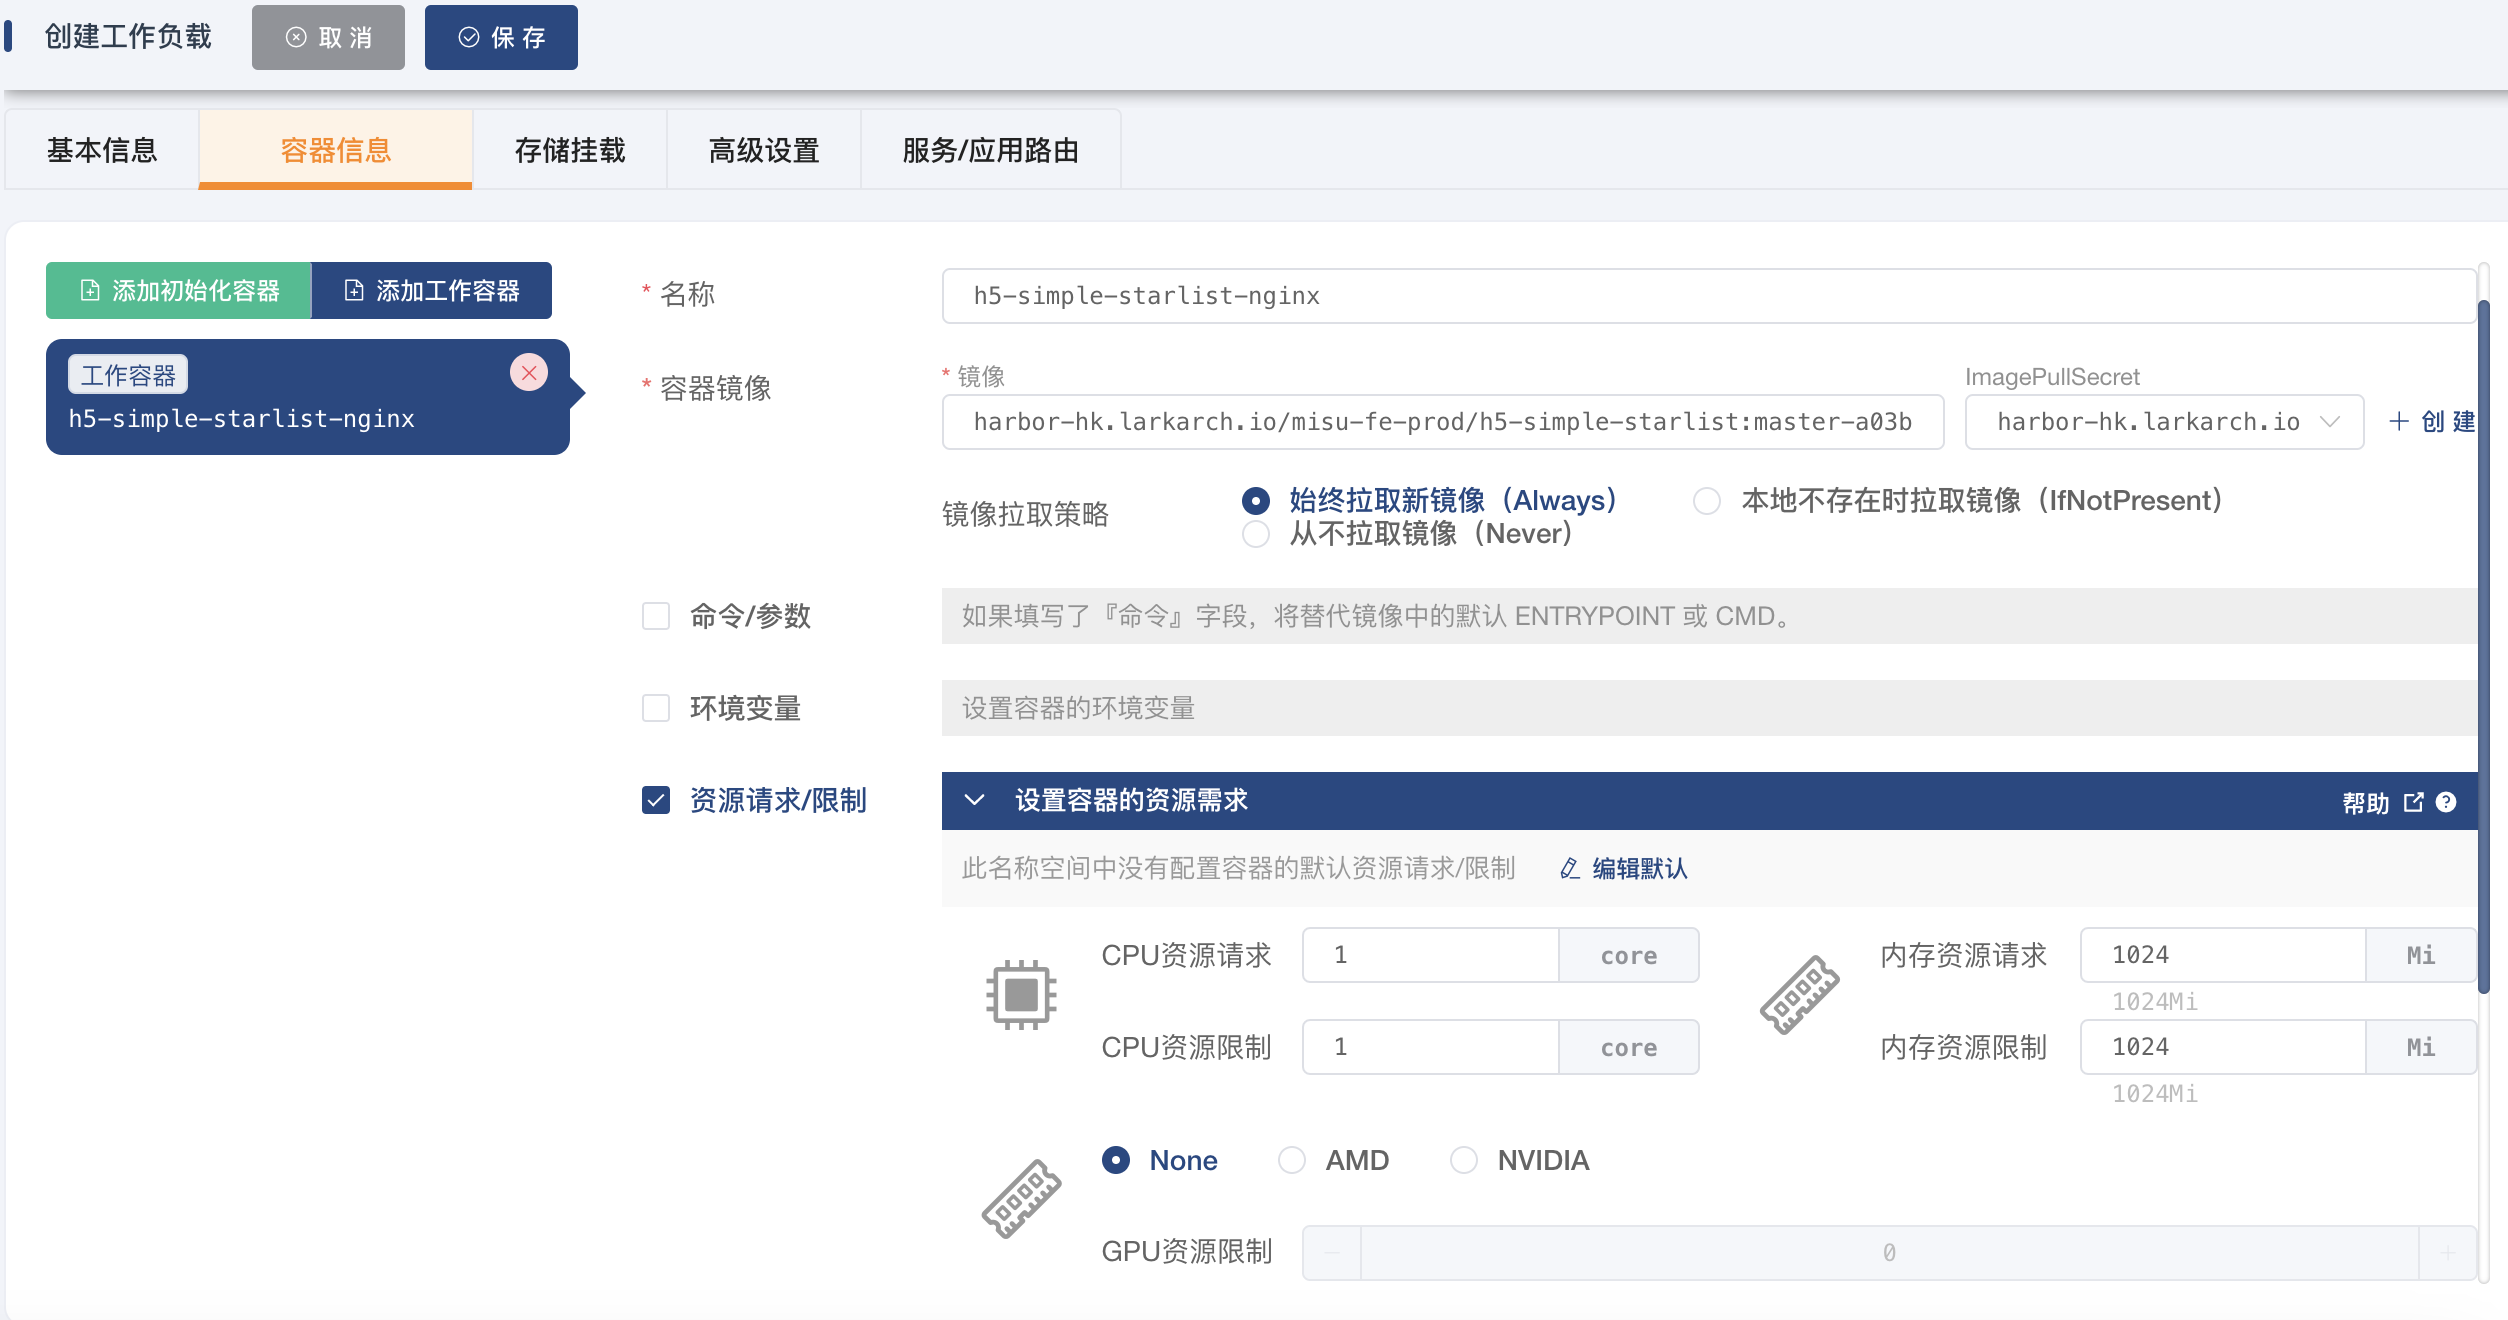 创建工作负载 取消 保存
基本信息 容器信息 存储挂载 高级设置 服务/应用路由
添加初始化容器 添加工作容器
工作容器
h5-simple-starlist-nginx
* 名称 h5-simple-starlist-nginx
* 容器镜像
* 镜像 ImagePullSecret
harbor-hk.larkarch.io/misu-fe-prod/h5-simple-starlist:master-a03b harbor-hk.larkarch.io 创建
镜像拉取策略 始终拉取新镜像（Always） 本地不存在时拉取镜像（IfNotPresent）
从不拉取镜像（Never）
命令/参数 如果填写了『命令』字段，将替代镜像中的默认 ENTRYPOINT 或 CMD。
环境变量 设置容器的环境变量
资源请求/限制 设置容器的资源需求 帮助
此名称空间中没有配置容器的默认资源请求/限制 编辑默认
CPU资源请求 1 core 内存资源请求 1024 Mi
1024Mi
CPU资源限制 1 core 内存资源限制 1024 Mi
1024Mi
None AMD NVIDIA
GPU资源限制 0